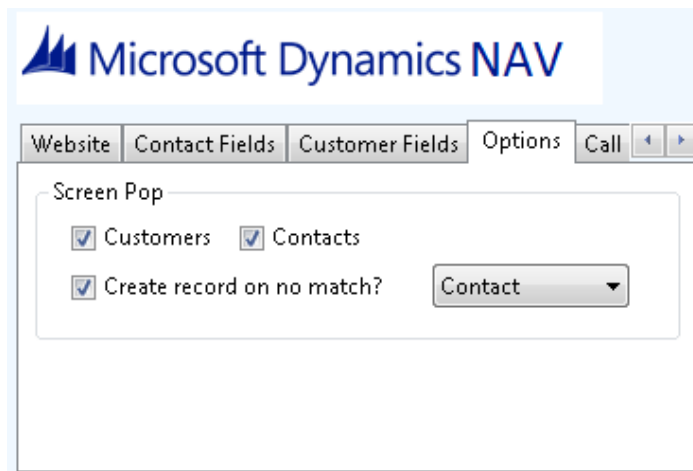 Microsoft Dynamics NAV
Website Contact Fields Customer Fields Options Call
Screen Pop
Customers Contacts
Create record on no match? Contact